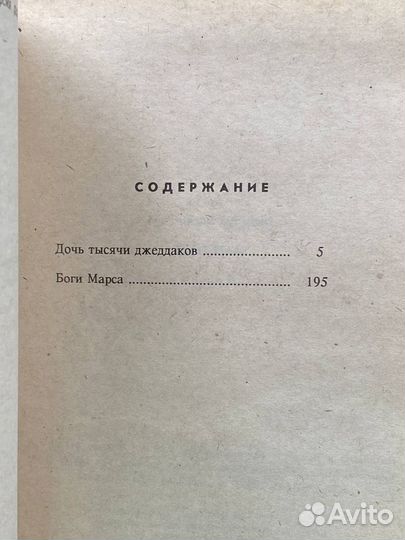 СОДЕРЖАНИЕ
Дочь тысячи джеддаков ........................ 5
Боги Марса ........................................... 195
Avito